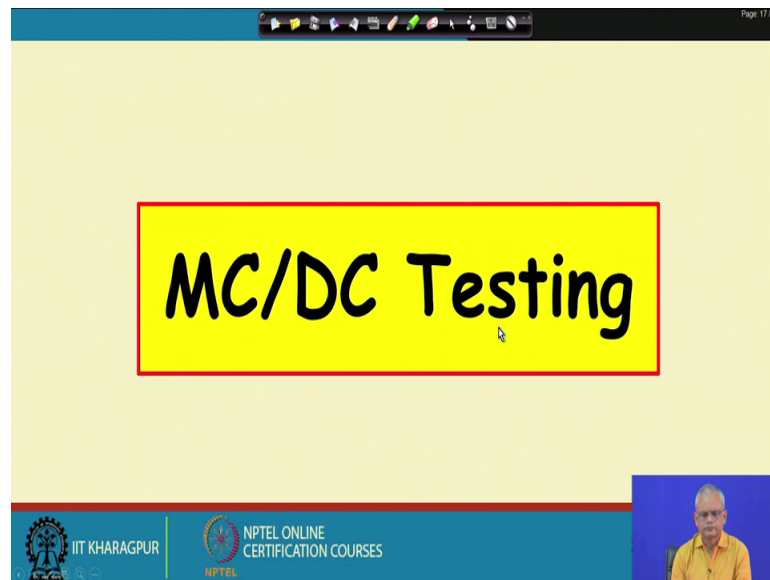 Page: 17 /
MC/DC Testing
IIT KHARAGPUR
NPTEL
NPTEL ONLINE
CERTIFICATION COURSES